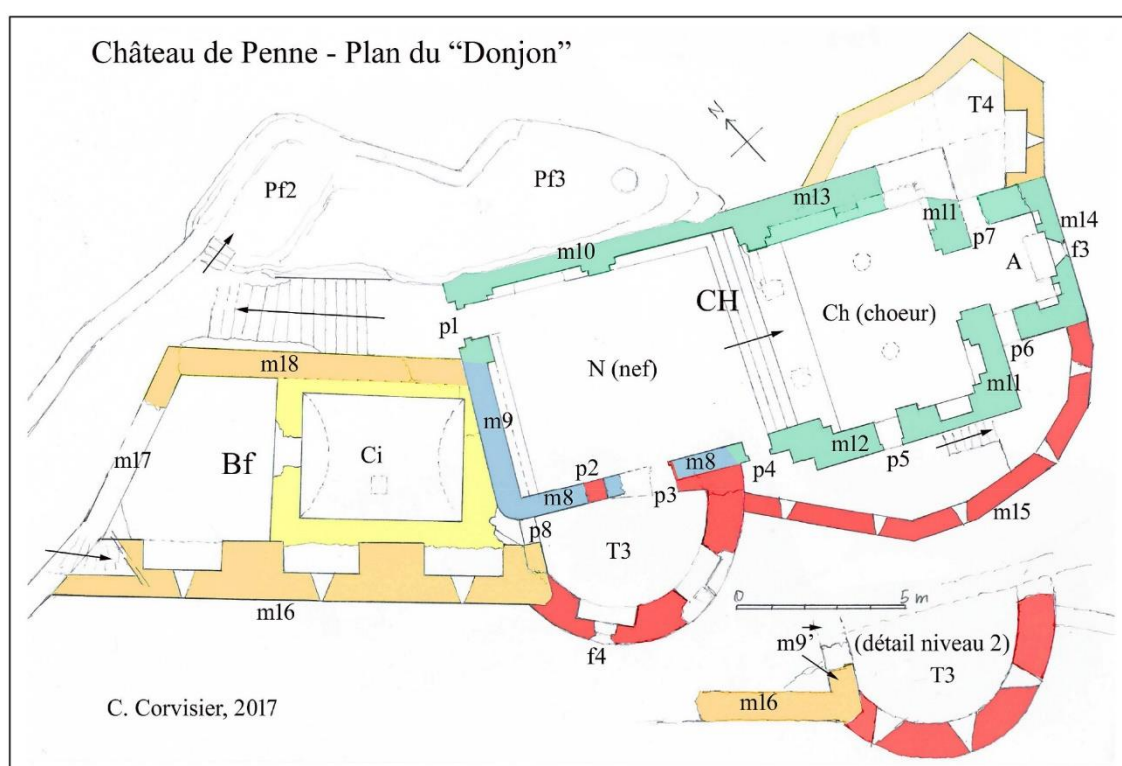 Château de Penne - Plan du “Donjon”
N
T4
Pf2
Pf3
m13
m11
p7
m14
f3
m10
A
CH
Ch (choeur)
p1
p6
m18
N (nef)
m11
m9
m12
m17
Bf
Ci
p2
m8
p4
p5
m8
p3
m15
p8
T3
0
5 m
m16
m9’
(détail niveau 2)
f4
T3
m16
C. Corvisier, 2017